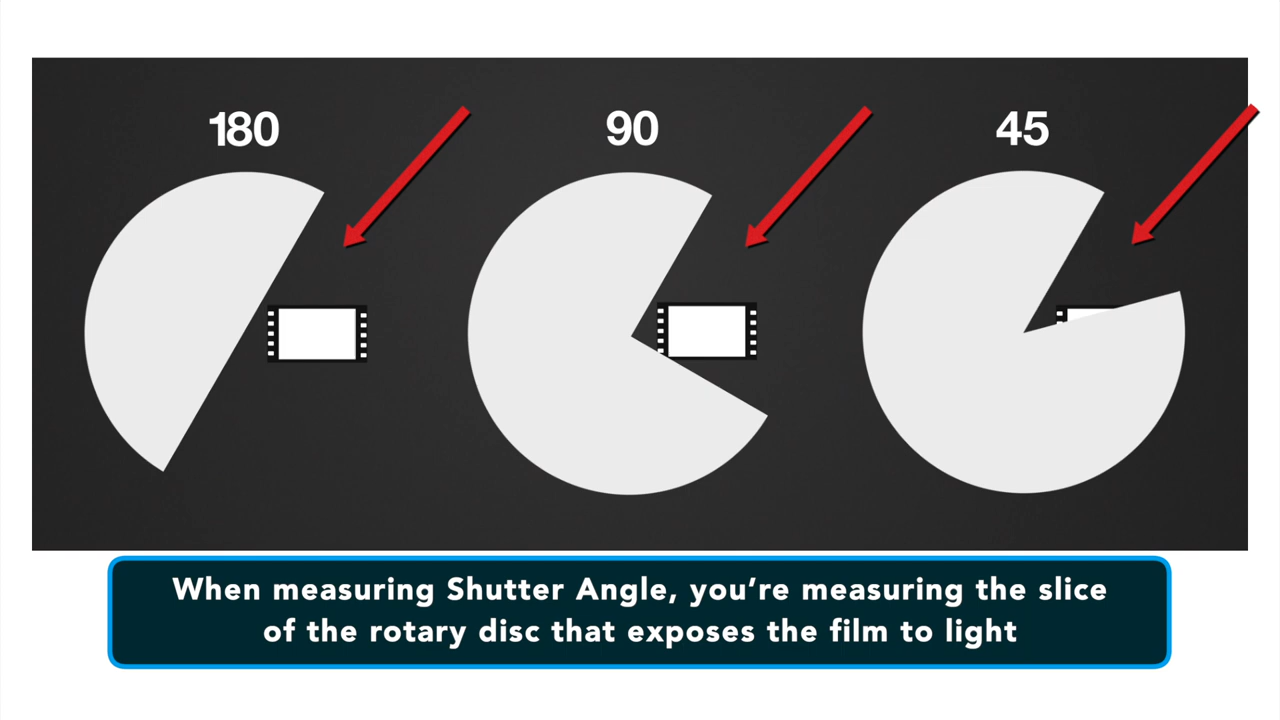 180
90
45
When measuring Shutter Angle, you’re measuring the slice
of the rotary disc that exposes the film to light